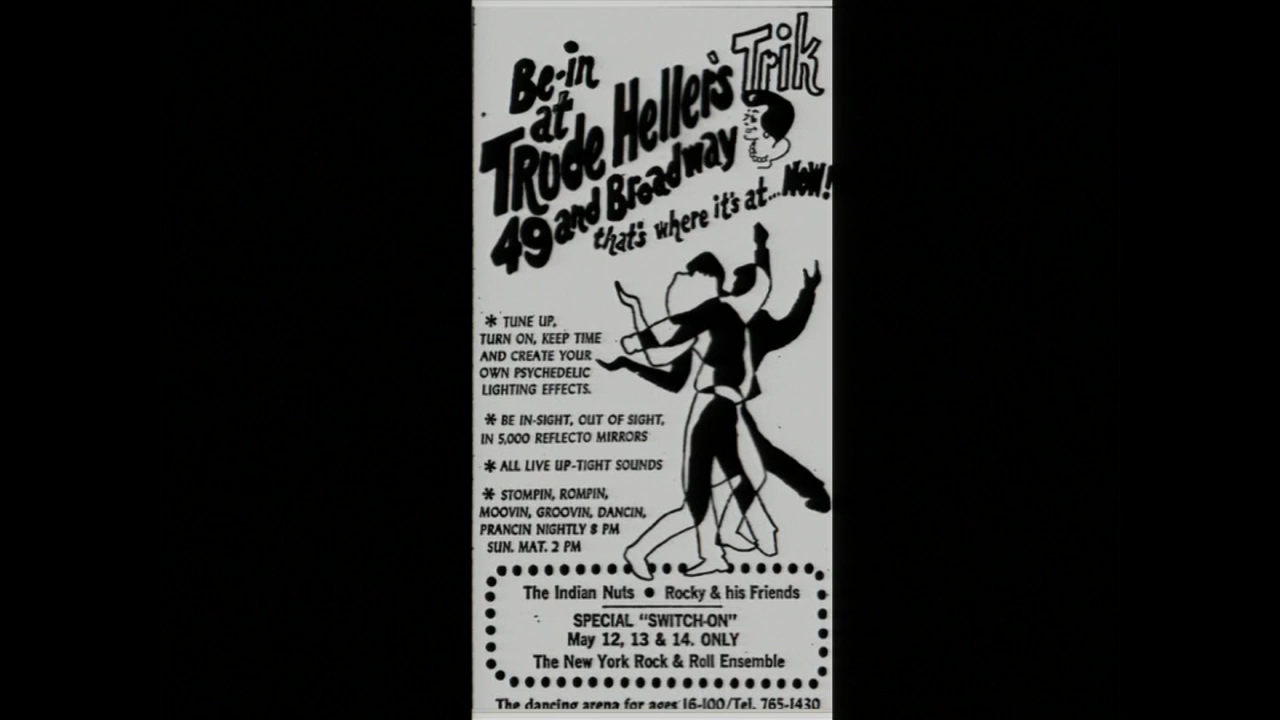 Be-in
at
Trude Heller's Trik
49 and Broadway
that's where it's at... NOW!
* TUNE UP,
TURN ON, KEEP TIME
AND CREATE YOUR
OWN PSYCHEDELIC
LIGHTING EFFECTS.
* BE IN-SIGHT, OUT OF SIGHT,
IN 5,000 REFLECTO MIRRORS
* ALL LIVE UP-TIGHT SOUNDS
* STOMPIN, ROMPIN,
MOOVIN, GROOVIN, DANCIN,
PRANCIN NIGHTLY 8 PM
SUN. MAT. 2 PM
The Indian Nuts • Rocky & his Friends
SPECIAL "SWITCH-ON"
May 12, 13 & 14. ONLY
The New York Rock & Roll Ensemble
The dancing arena for ages 16-100/Tel. 765-1430